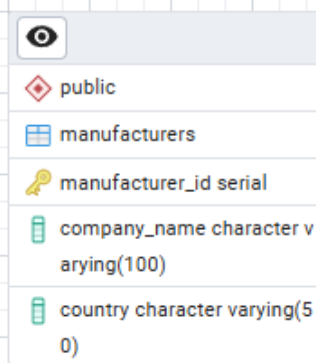 public
manufacturers
manufacturer_id serial
company_name character v
arying(100)
country character varying(5
0)